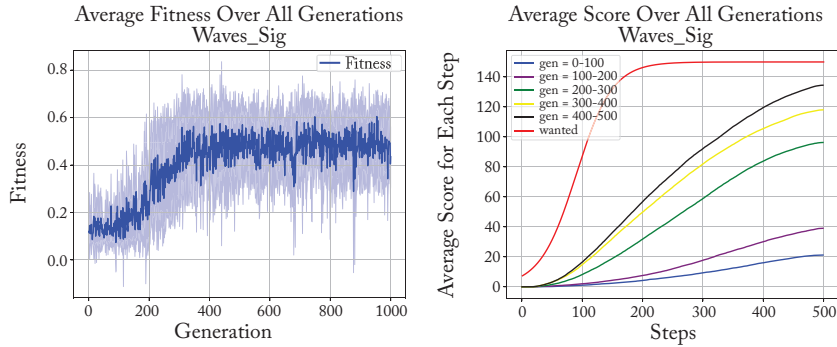 Average Fitness Over All Generations
Waves_Sig
Fitness
0.8
0.6
0.4
0.2
0.0
Fitness
0
200
400
600
800
1000
Generation
Average Score Over All Generations
Waves_Sig
gen = 0-100
gen = 100-200
gen = 200-300
gen = 300-400
gen = 400-500
wanted
140
120
100
80
60
40
20
0
Average Score for Each Step
0
100
200
300
400
500
Steps